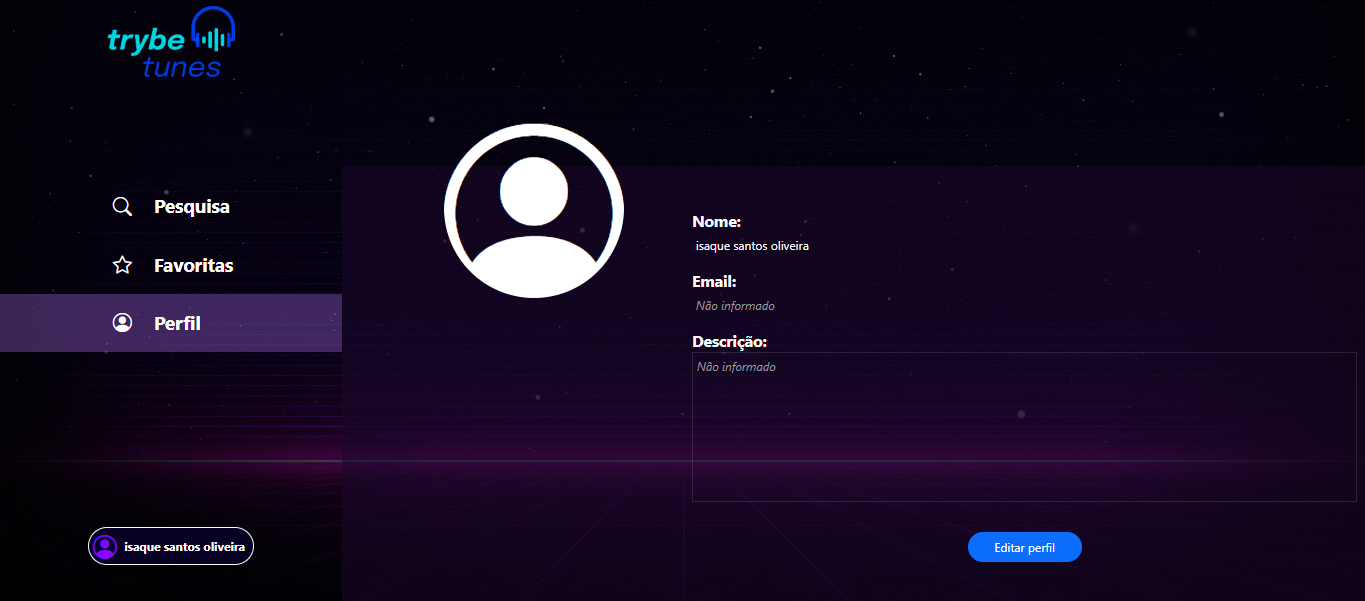 trybe
tunes
Pesquisa
Favoritas
Perfil
isaque santos oliveira
Nome:
isaque santos oliveira
Email:
Não informado
Descrição:
Não informado
Editar perfil